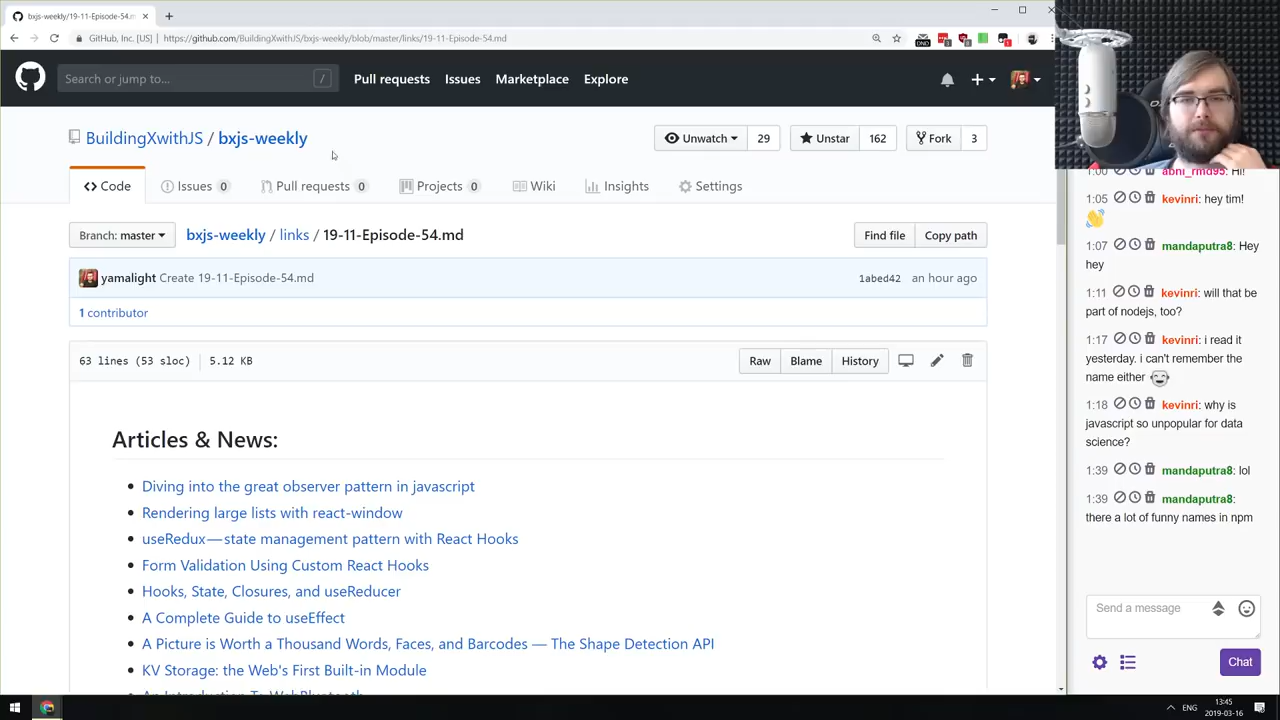 bxjs-weekly/19-11-Episode-54.m
GitHub, Inc. [US]
https://github.com/BuildingXwithJS/bxjs-weekly/blob/master/links/19-11-Episode-54.md
Search or jump to...
/
Pull requests
Issues
Marketplace
Explore
BuildingXwithJS / bxjs-weekly
Unwatch
29
Unstar
162
Fork
3
Code
Issues 0
Pull requests 0
Projects 0
Wiki
Insights
Settings
Branch: master
bxjs-weekly / links / 19-11-Episode-54.md
Find file
Copy path
yamalight Create 19-11-Episode-54.md
1abed42 an hour ago
1 contributor
63 lines (53 sloc)
5.12 KB
Raw
Blame
History
Articles & News:
Diving into the great observer pattern in javascript
Rendering large lists with react-window
useRedux—state management pattern with React Hooks
Form Validation Using Custom React Hooks
Hooks, State, Closures, and useReducer
A Complete Guide to useEffect
A Picture is Worth a Thousand Words, Faces, and Barcodes — The Shape Detection API
KV Storage: the Web's First Built-in Module
An Introduction To WebBluetooth
1:00 abhi_rmd95: Hi!
1:05 kevinri: hey tim!
1:07 mandaputra8: Hey
hey
1:11 kevinri: will that be
part of nodejs, too?
1:17 kevinri: i read it
yesterday. i can't remember the
name either
1:18 kevinri: why is
javascript so unpopular for data
science?
1:39 mandaputra8: lol
1:39 mandaputra8:
there a lot of funny names in npm
Send a message
Chat
ENG
13:45
2019-03-16